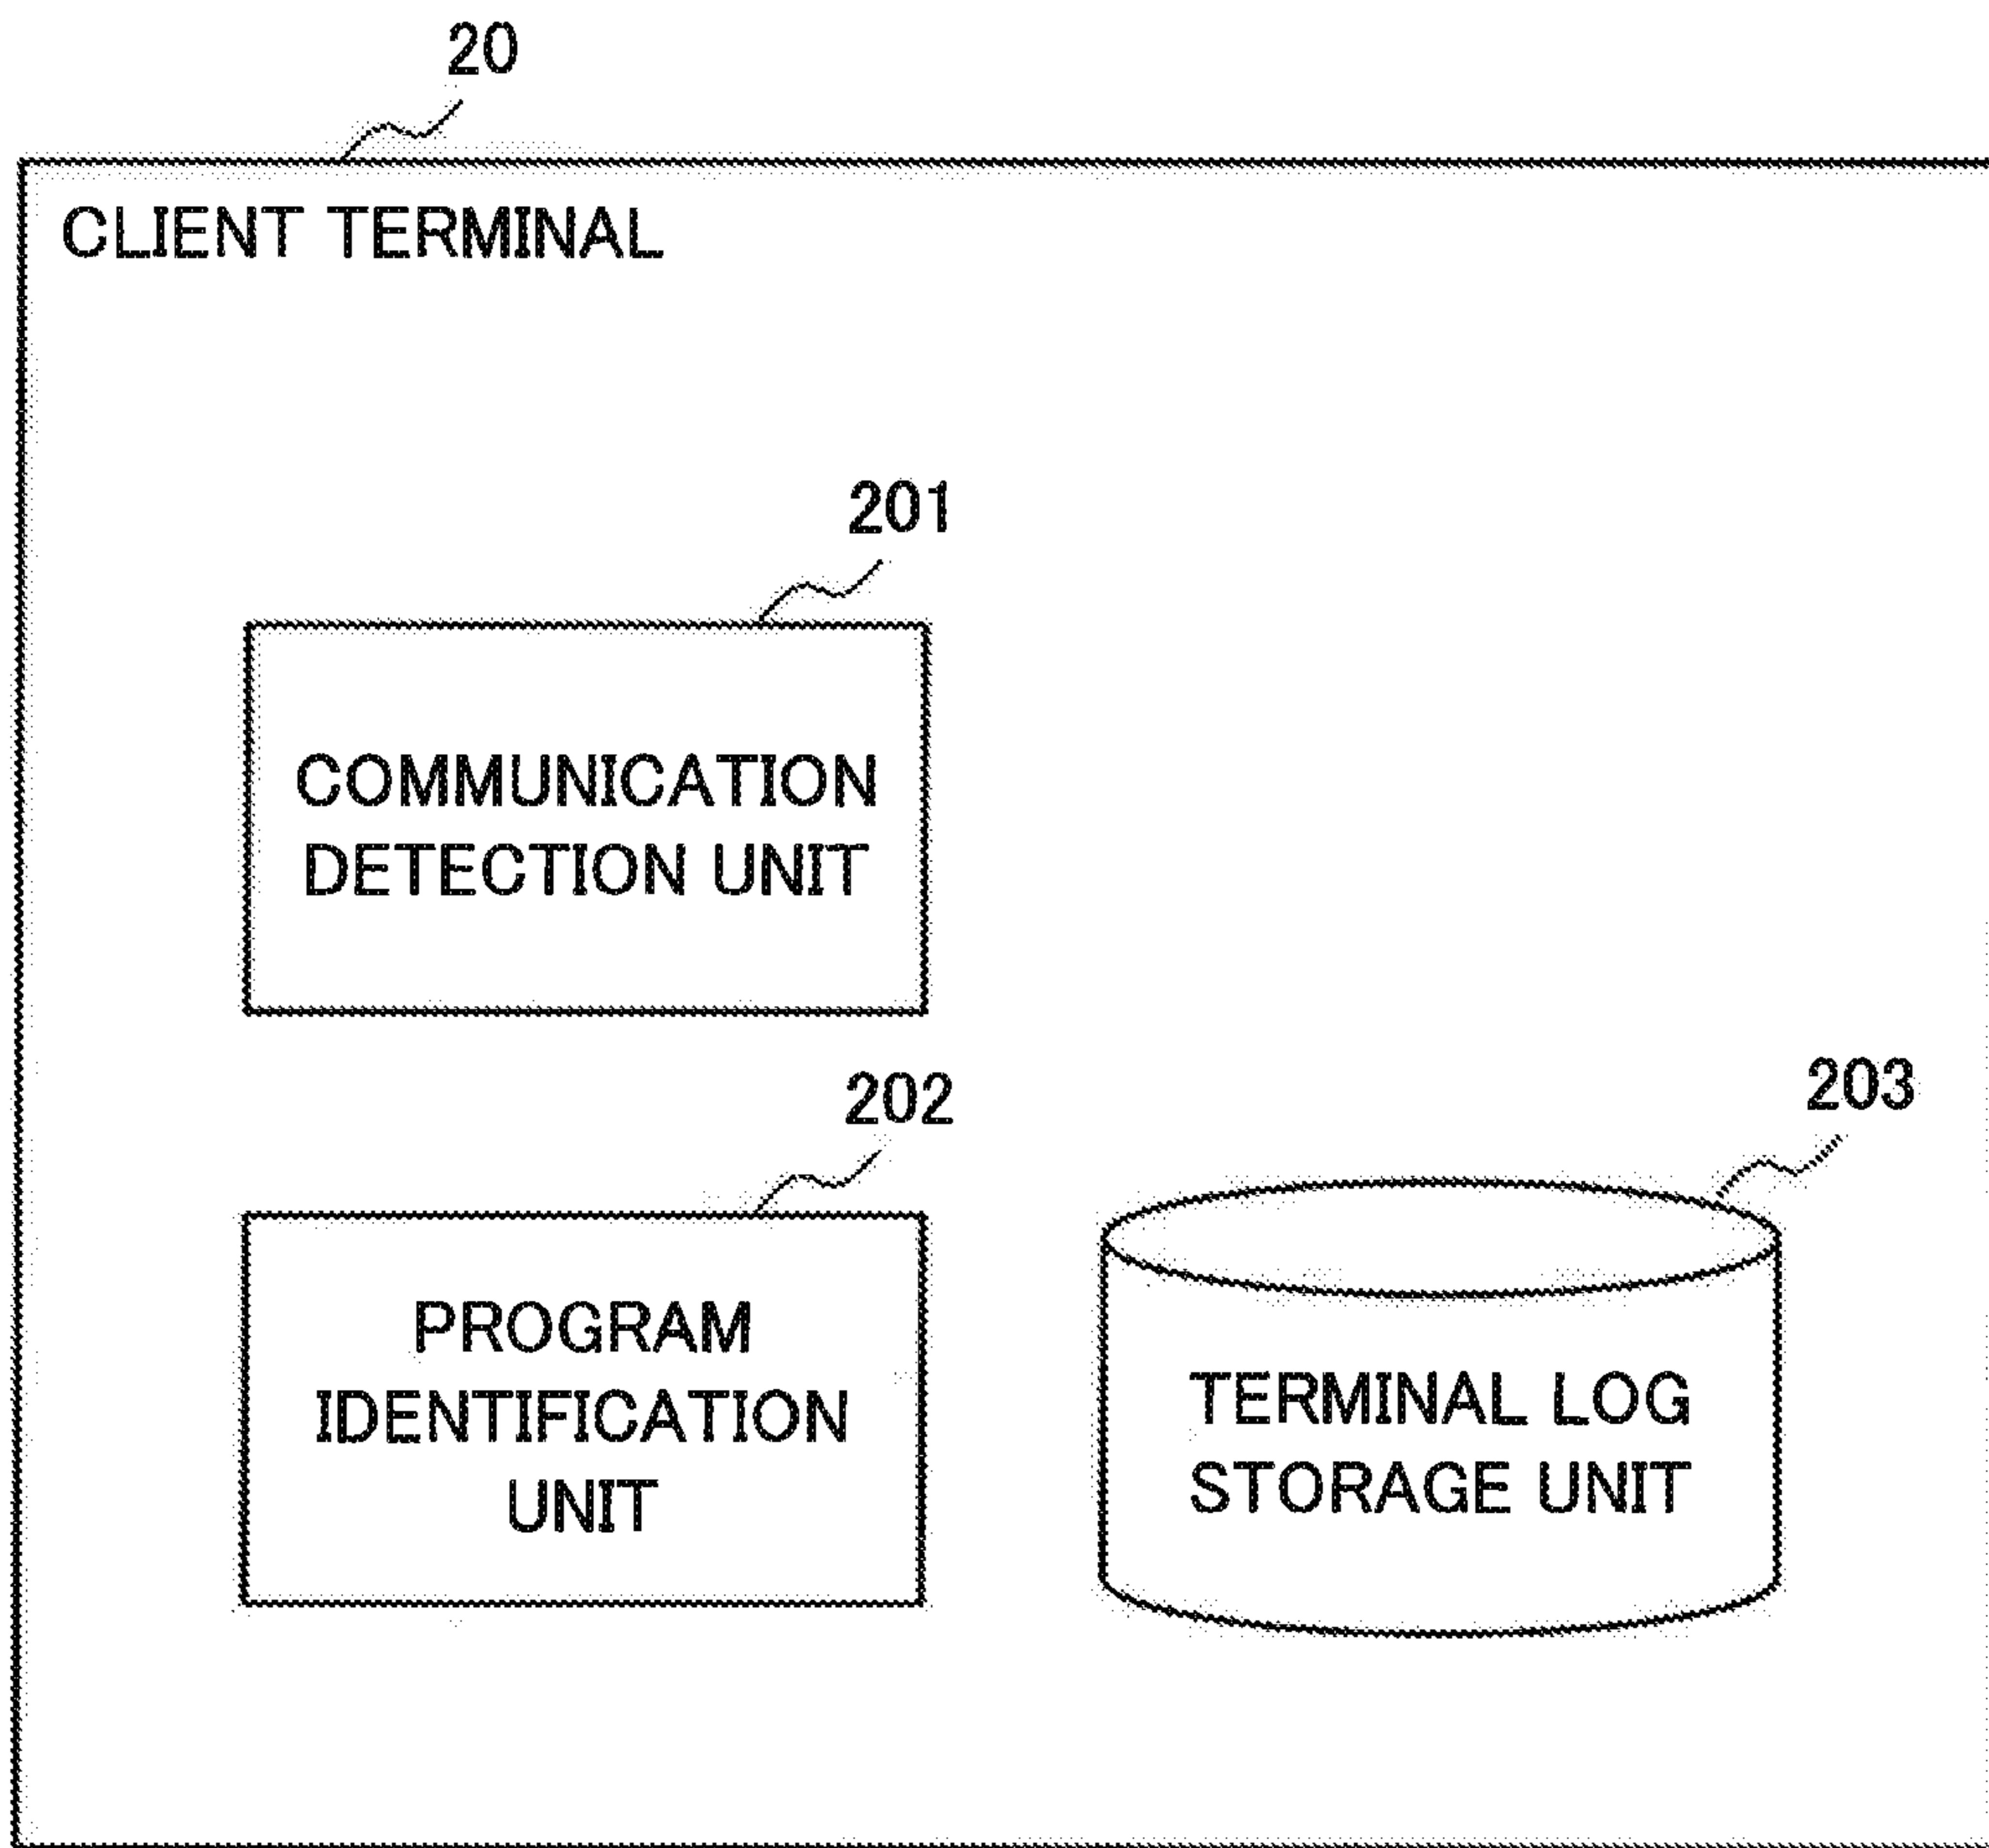 20
CLIENT TERMINAL
201
COMMUNICATION
DETECTION UNIT
202
PROGRAM
IDENTIFICATION
UNIT
203
TERMINAL LOG
STORAGE UNIT